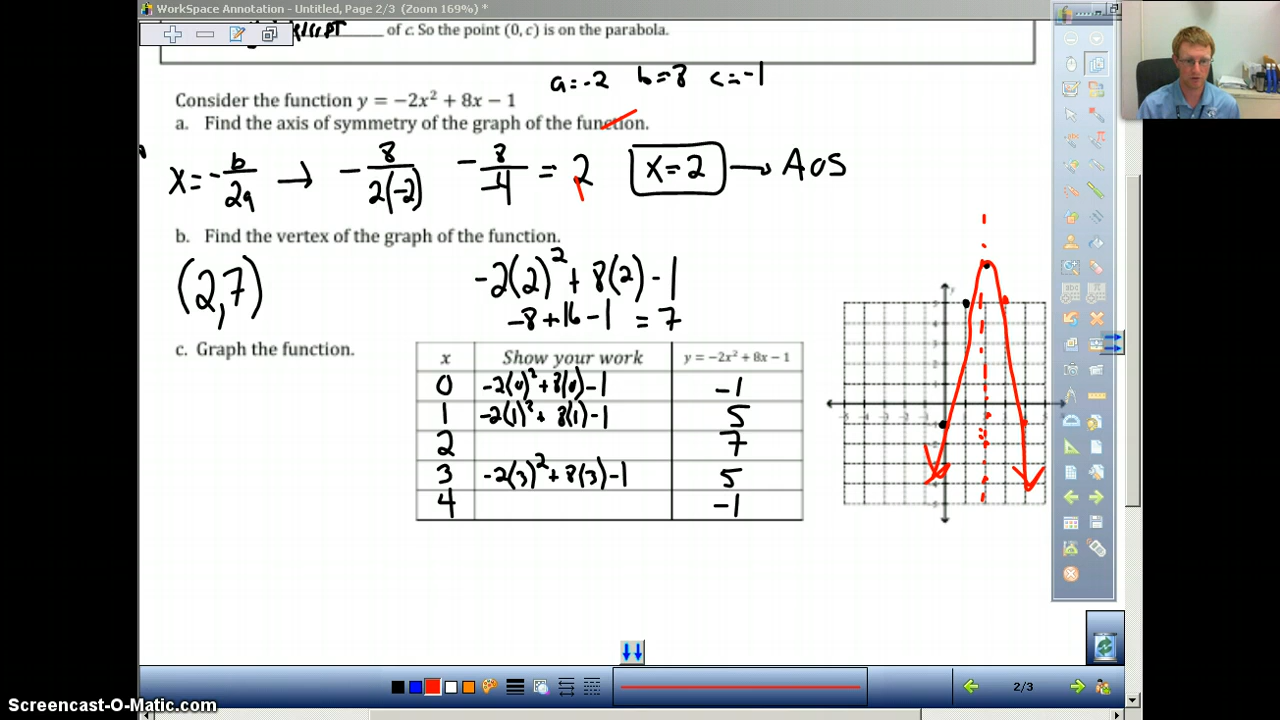 WorkSpace Annotation - Untitled, Page 2/3 (Zoom 169%) *
of c. So the point (0, c) is on the parabola.
a=-2 b=8 c=-1
Consider the function y = −2x² + 8x − 1
a. Find the axis of symmetry of the graph of the function.
x=-b/2a → -8/2(-2) -8/-4 = 2 x=2 → AOS
b. Find the vertex of the graph of the function.
(2,7)
-2(2)²+8(2)-1
-8+16-1 = 7
c. Graph the function.
x Show your work y = −2x² + 8x − 1
0 -2(0)²+8(0)-1 -1
1 -2(1)²+8(1)-1 5
2 7
3 -2(3)²+8(3)-1 5
4 -1
y
2/3
Screencast-O-Matic.com